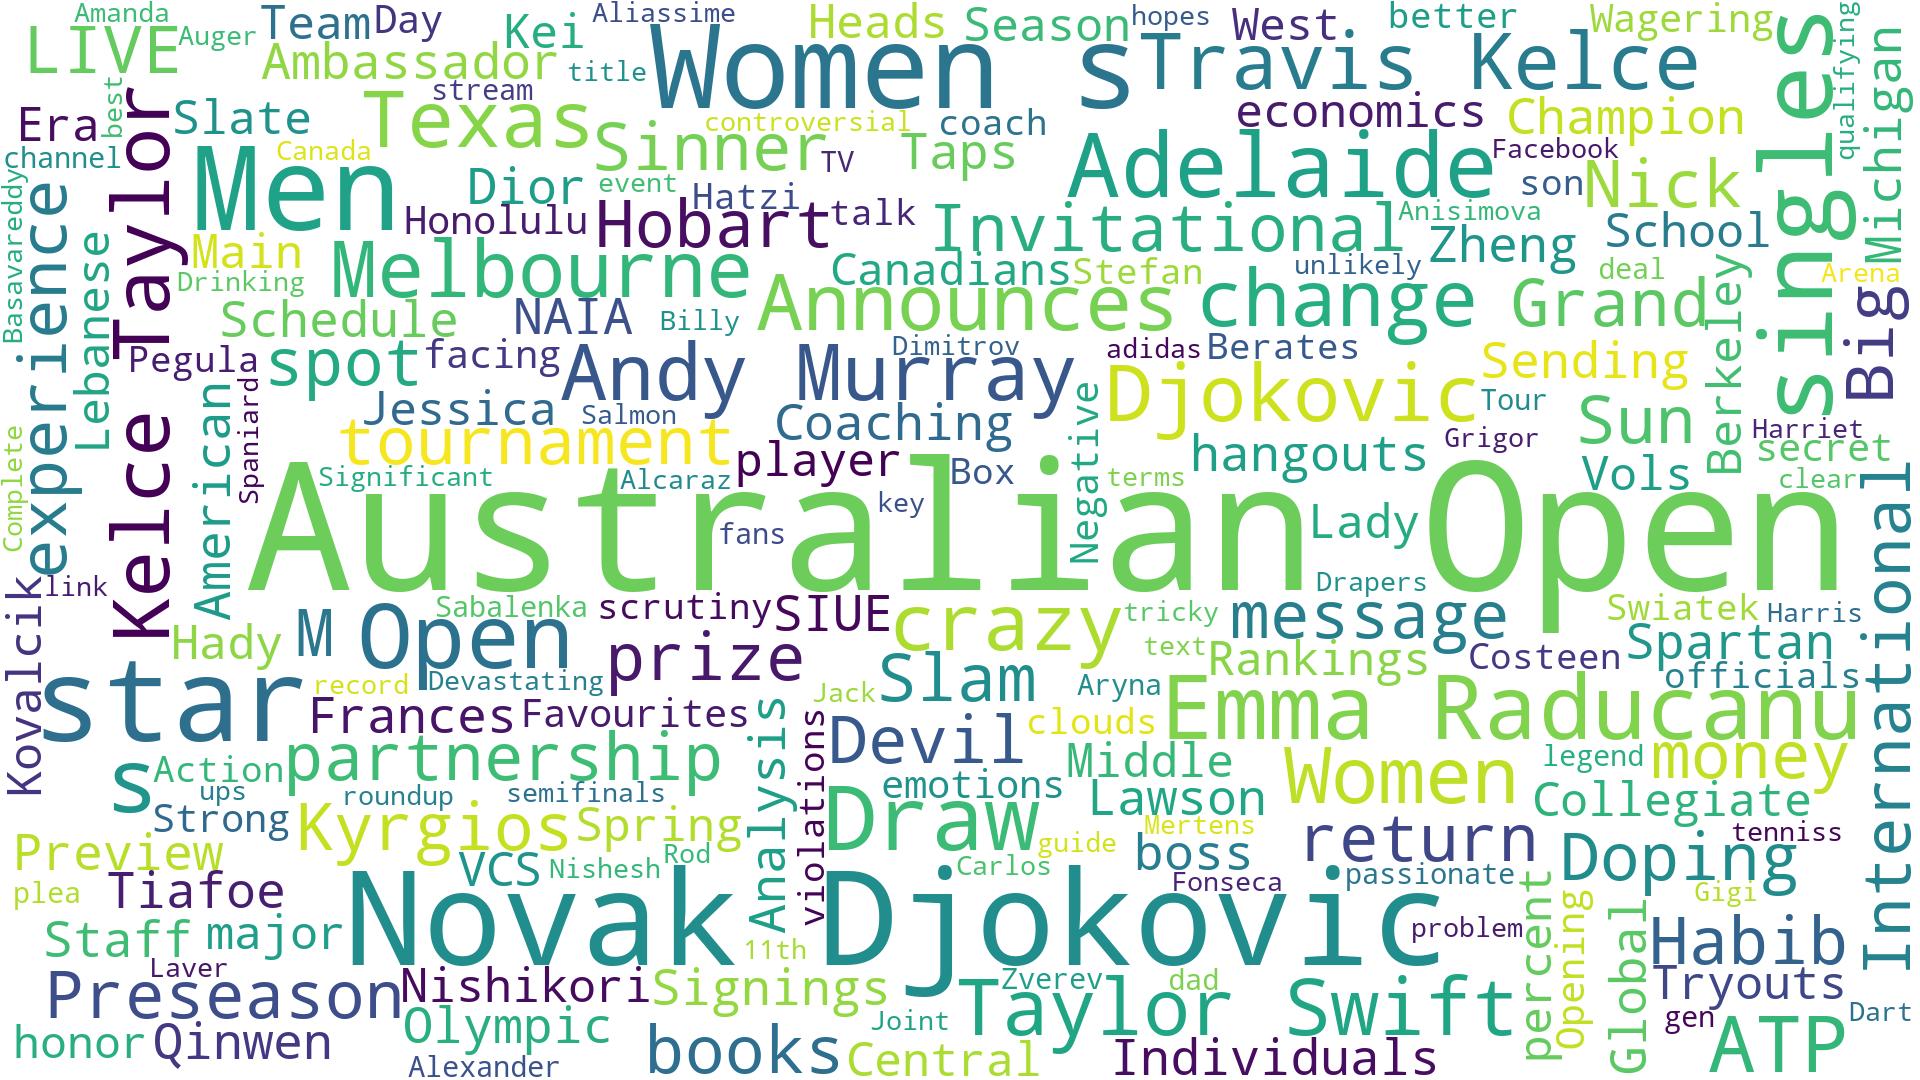 Amanda
Auger
LIVE
Team
Day
Kei
Aliassime
Heads
Season
hopes
West
better
Wagering
qualifying
Ambassador
title
Women s
Travis Kelce
singles
Michigan
Era
best
Slate
Texas
stream
controversial
coach
economics
Champion
channel
Canada
Sinner
TV
Taps
Adelaide
Facebook
Men
Dior
event
Hatzi
son
Nick
Basavareddy
experience
Lebanese
Kelce Taylor
Honolulu
Hobart
talk
Invitational
Anisimova
Zheng
School
Main
Drinking
Melbourne
Canadians
Stefan
unlikely
deal
Arena
Schedule
NAIA
Billy
Announces
change
Grand
Berkeley
Big
Pegula
spot
facing
Andy Murray
Dimitrov
adidas
Berates
Sending
American
Spaniard
Jessica
Salmon
Coaching
Negative
Djokovic
Tour
Sun
Harriet
tournament
player
Box
hangouts
Grigor
Vols
secret
Complete
Significant
Alcaraz
key
terms
clear
Australian Open
fans
Lady
International
link
Kovalcik
Drapers
Hady
M
Open
Sabalenka
scrutiny
SIUE
crazy
tricky
message
Swiatek
Harris
text
Rankings
Costeen
Spartan
officials
star
record
Devastating
prize
Jack
Slam
Aryna
Emma Raducanu
Frances
Favourites
Analysis
violations
Devil
clouds
s
Action
partnership
Middle
Women
legend
money
ups
roundup
semifinals
emotions
Lawson
Collegiate
Strong
Kyrgios
Spring
Draw
Mertens
return
tenniss
Preview
VCS
Nishesh
Rod
guide
boss
Doping
plea
Tiafoe
Carlos
Fonseca
passionate
Gigi
Novak Djokovic
percent
Opening
Global
Staff
major
11th
problem
Habib
Laver
Preseason
Nishikori
Signings
Zverev
dad
Tryouts
Taylor Swift
honor
Qinwen
Olympic
Joint
gen
Dart
Alexander
books
Central
Individuals
ATP